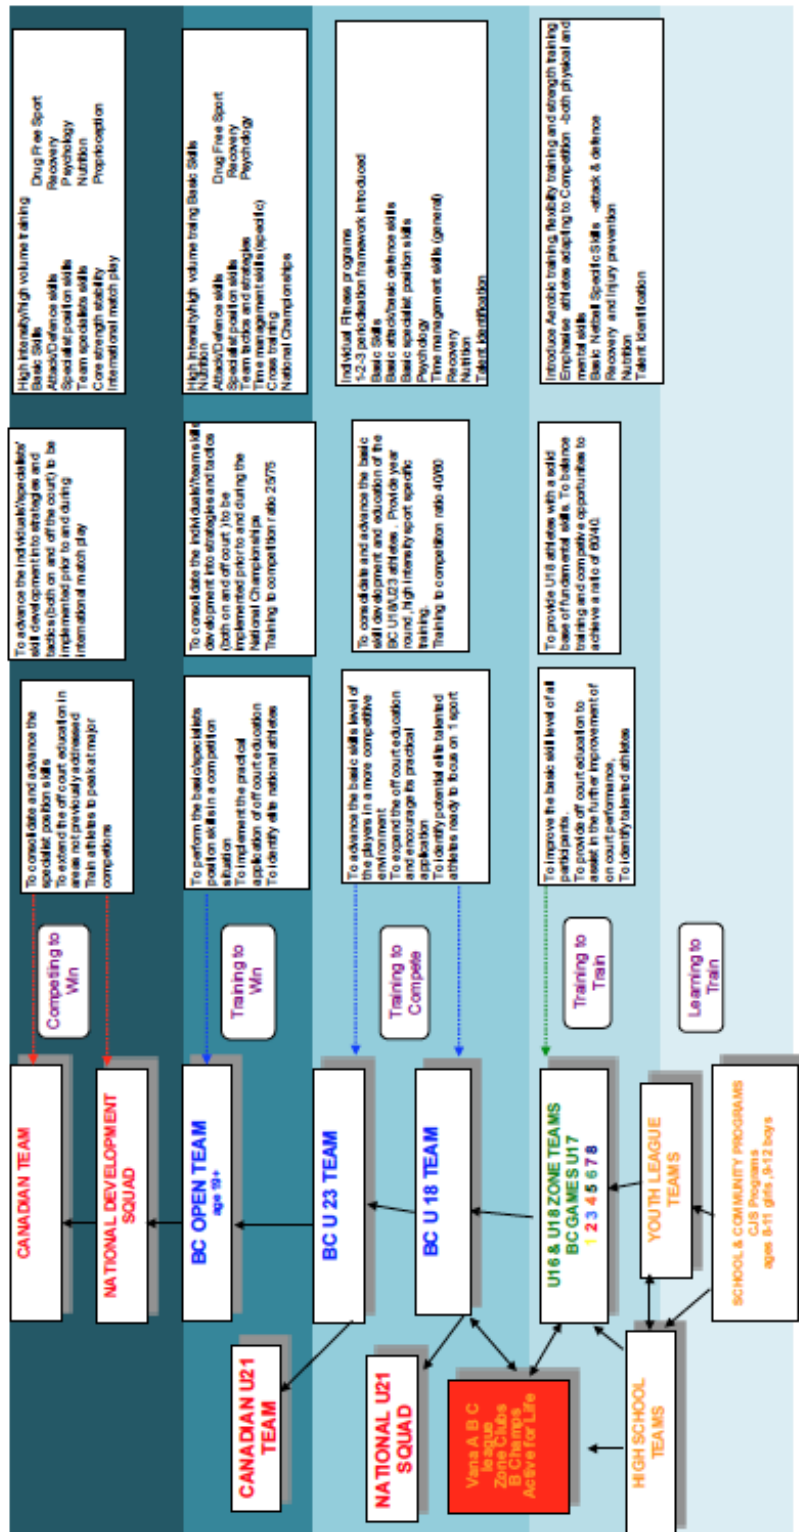 CANADIAN TEAM
NATIONAL DEVELOPMENT
SQUAD
Competing to
Win
To consolidate and advance the
specialist position skills
To extend the off court education in
areas not previously addressed
Train athletes to peak at major
competions
To advance the individuals'/specialists'
skill development into strategies and
tactics (both on and off the court) to be
implemented prior to and during
international match play
High intensity/high volume training
Basic Skills
Attack/Defence skills
Specialist position skills
Team specialists skills
Core strength stability
International match play
Drug Free Sport
Recovery
Psychology
Nutrition
Proprioception
CANADIAN U21
TEAM
BC OPEN TEAM
age 19+
Training to
Win
To perform the basic/specialists
position skills in a competition
situation
To implement the practical
application of off court education
To identify elite national athletes
To consolidate the individuals'/team skills
development into strategies and tactics
(both on and off court ) to be
implemented prior to and during the
National Championships
Training to competition ratio 25/75
High Intensity/high volume traing Basic Skills
Nutrition
Attack/Defence skills
Specialist position skills
Team tactics and strategies
Time management skills (specific)
Cross training
National Championships
Drug Free Sport
Recovery
Psychology
NATIONAL U21
SQUAD
BC U 23 TEAM
BC U 18 TEAM
Training to
Compete
To advance the basic skills level of
the players in a more competitive
environment
To expand the off court education
and encourage its practical
application
To identify potential elite talented
athletes ready to focus on 1 sport
To consolidate and advance the basic
skill development and education of the
BC U18/U23 athletes . Provide year
round ,high intensity sport specific
training.
Training to competition ratio 40/60
Individual Fitness programs
1-2-3 periodisation framework introduced
Basic Skills
Basic attack/basic defence skills
Basic specialist position skills
Psychology
Time management skills (general)
Recovery
Nutrition
Talent Identification
Vana A B C
league
Zone Clubs
B Champs
Active for Life
U16 & U18 ZONE TEAMS
BC GAMES U17
1 2 3 4 5 6 7 8
Training to
Train
To improve the basic skill level of all
participants.
To provide off court education to
assist in the further improvement of
on court performance,
To identify talented athletes
To provide U18 athletes with a solid
base of fundamental skills. To balance
training and competive opportunites to
achieve a ratio of 60/40.
Introduce Aerobic training, flexibilty training and strength training
Emphasise athletes adapting to Competition -both physical and
mental skills
Basic Netball Specific Skills -attack & defence
Recovery and Injury prevention
Nutrition
Talent identification
HIGH SCHOOL
TEAMS
YOUTH LEAGUE
TEAMS
SCHOOL & COMMUNITY PROGRAMS
CJS Programs
ages 8-11 girls ,9-12 boys
Learning to
Train